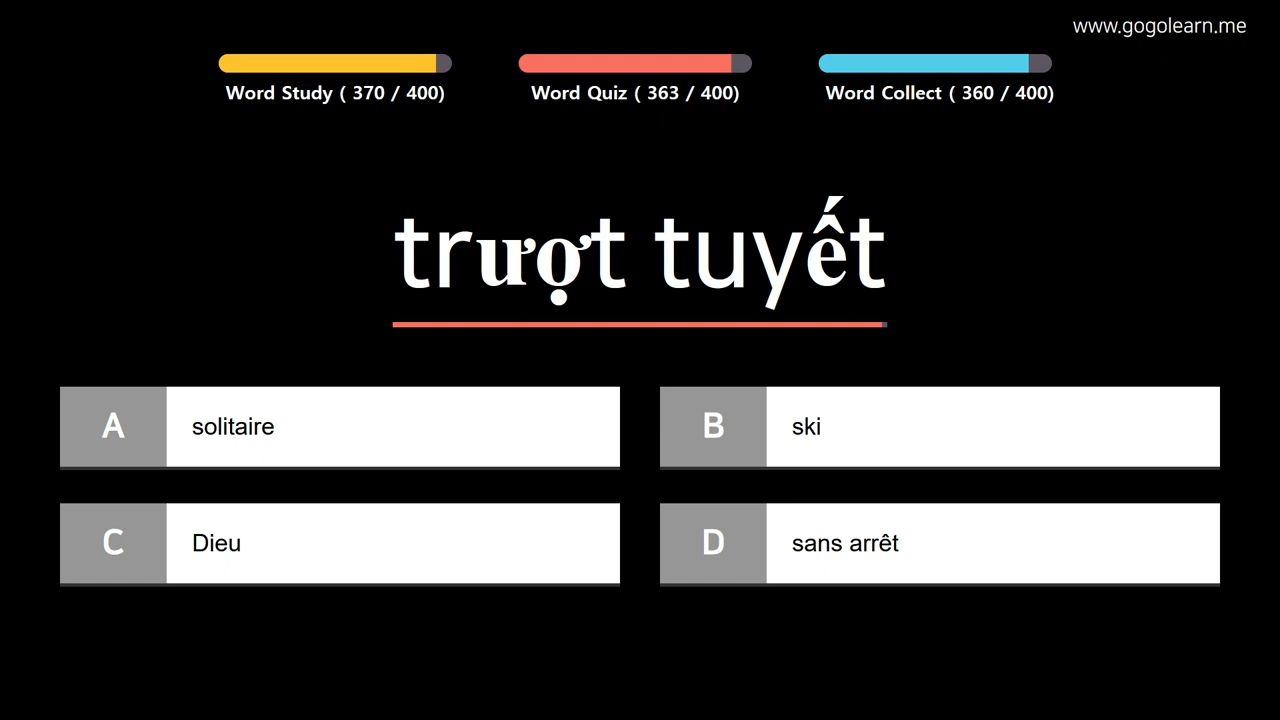 www.gogolearn.me
Word Study ( 370 / 400)
Word Quiz ( 363 / 400)
Word Collect ( 360 / 400)
trượt tuyết
A solitaire
B ski
C Dieu
D sans arrêt